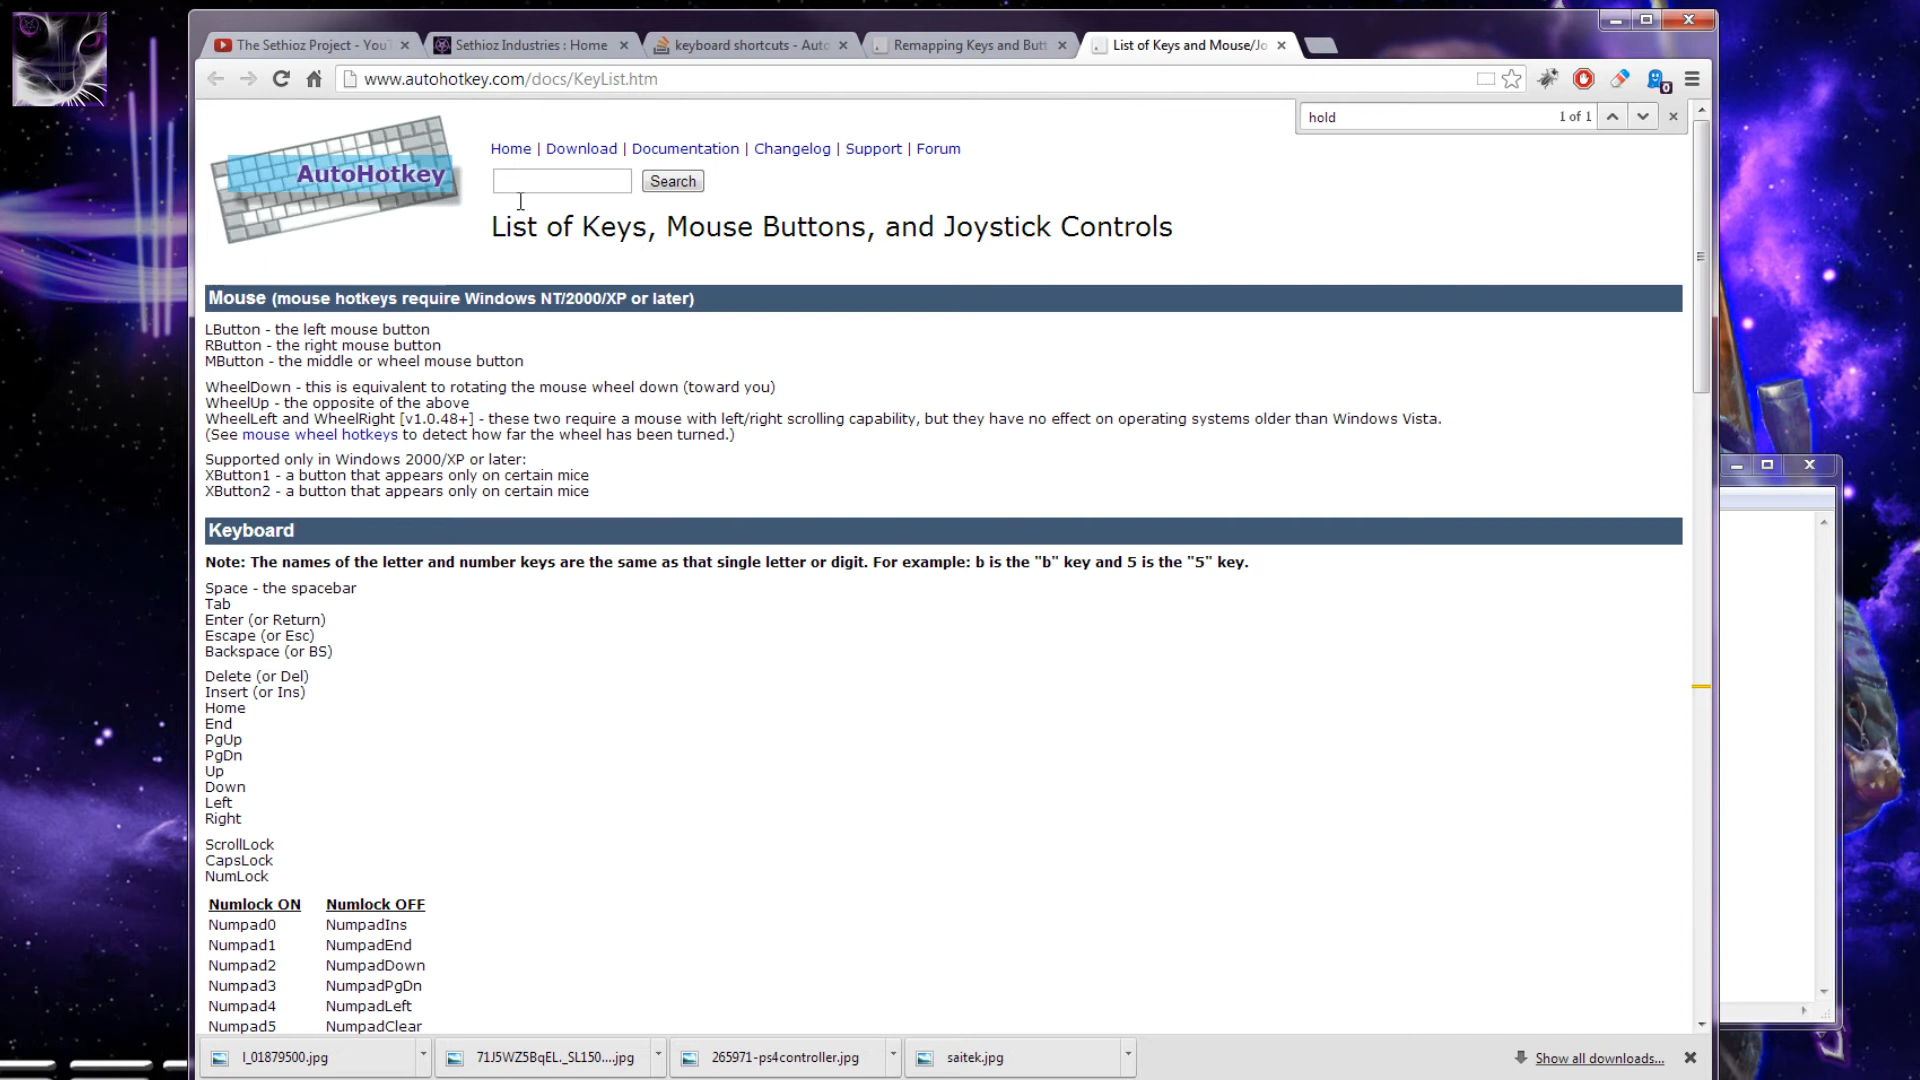 The Sethioz Project - YouT
Sethioz Industries : Home
keyboard shortcuts - Auto
Remapping Keys and Butt
List of Keys and Mouse/Jo
www.autohotkey.com/docs/KeyList.htm
0
hold
1 of 1
AutoHotkey
Home | Download | Documentation | Changelog | Support | Forum
Search
List of Keys, Mouse Buttons, and Joystick Controls
Mouse (mouse hotkeys require Windows NT/2000/XP or later)
LButton - the left mouse button
RButton - the right mouse button
MButton - the middle or wheel mouse button
WheelDown - this is equivalent to rotating the mouse wheel down (toward you)
WheelUp - the opposite of the above
WheelLeft and WheelRight [v1.0.48+] - these two require a mouse with left/right scrolling capability, but they have no effect on operating systems older than Windows Vista.
(See mouse wheel hotkeys to detect how far the wheel has been turned.)
Supported only in Windows 2000/XP or later:
XButton1 - a button that appears only on certain mice
XButton2 - a button that appears only on certain mice
Keyboard
Note: The names of the letter and number keys are the same as that single letter or digit. For example: b is the "b" key and 5 is the "5" key.
Space - the spacebar
Tab
Enter (or Return)
Escape (or Esc)
Backspace (or BS)
Delete (or Del)
Insert (or Ins)
Home
End
PgUp
PgDn
Up
Down
Left
Right
ScrollLock
CapsLock
NumLock
Numlock ON Numlock OFF
Numpad0 NumpadIns
Numpad1 NumpadEnd
Numpad2 NumpadDown
Numpad3 NumpadPgDn
Numpad4 NumpadLeft
Numpad5 NumpadClear
l_01879500.jpg
71J5WZ5BqEL._SL150....jpg
265971-ps4controller.jpg
saitek.jpg
Show all downloads...